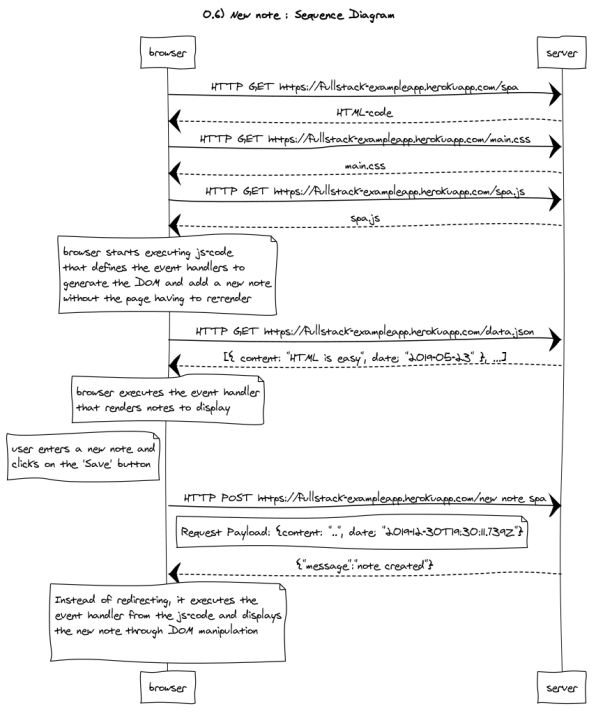 0.6) New note : Sequence Diagram
browser
server
HTTP GET https://fullstack-exampleapp.herokuapp.com/spa
HTML-code
HTTP GET https://fullstack-exampleapp.herokuapp.com/main.css
main.css
HTTP GET https://fullstack-exampleapp.herokuapp.com/spa.js
spa.js
browser starts executing js-code
that defines the event handlers to
generate the DOM and add a new note
without the page having to rerender
HTTP GET https://fullstack-exampleapp.herokuapp.com/data.json
[{ content: "HTML is easy", date: "2019-05-23" }, ...]
browser executes the event handler
that renders notes to display
user enters a new note and
clicks on the 'Save' button
HTTP POST https://fullstack-exampleapp.herokuapp.com/new_note_spa
Request Payload: {content: "..", date: "2019-12-30T19:30:11.739Z"}
{"message":"note created"}
Instead of redirecting, it executes the
event handler from the js-code and displays
the new note through DOM manipulation
browser
server